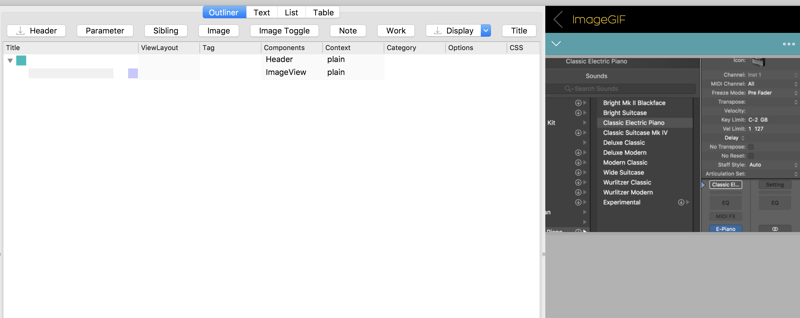 Outliner Text List Table
Header Parameter Sibling Image Image Toggle Note Work Display Title
Title ViewLayout Tag Components Context Category Options CSS
Header plain
ImageView plain
ImageGIF
Classic Electric Piano
Sounds
Search Sounds
Bright Mk II Blackface
Bright Suitcase
Kit Classic Electric Piano
Classic Suitcase Mk IV
Deluxe Classic
Deluxe Modern
Modern Classic
Wide Suitcase
Wurlitzer Classic
Wurlitzer Modern
Experimental
Icon:
Channel: Inst 1
MIDI Channel: All
Freeze Mode: Pre Fader
Transpose:
Velocity:
Key Limit: C-2 G8
Vel Limit: 1 127
Delay
No Transpose:
No Reset:
Staff Style: Auto
Articulation Set:
Classic El... Setting
EQ EQ
MIDI FX
E-Piano